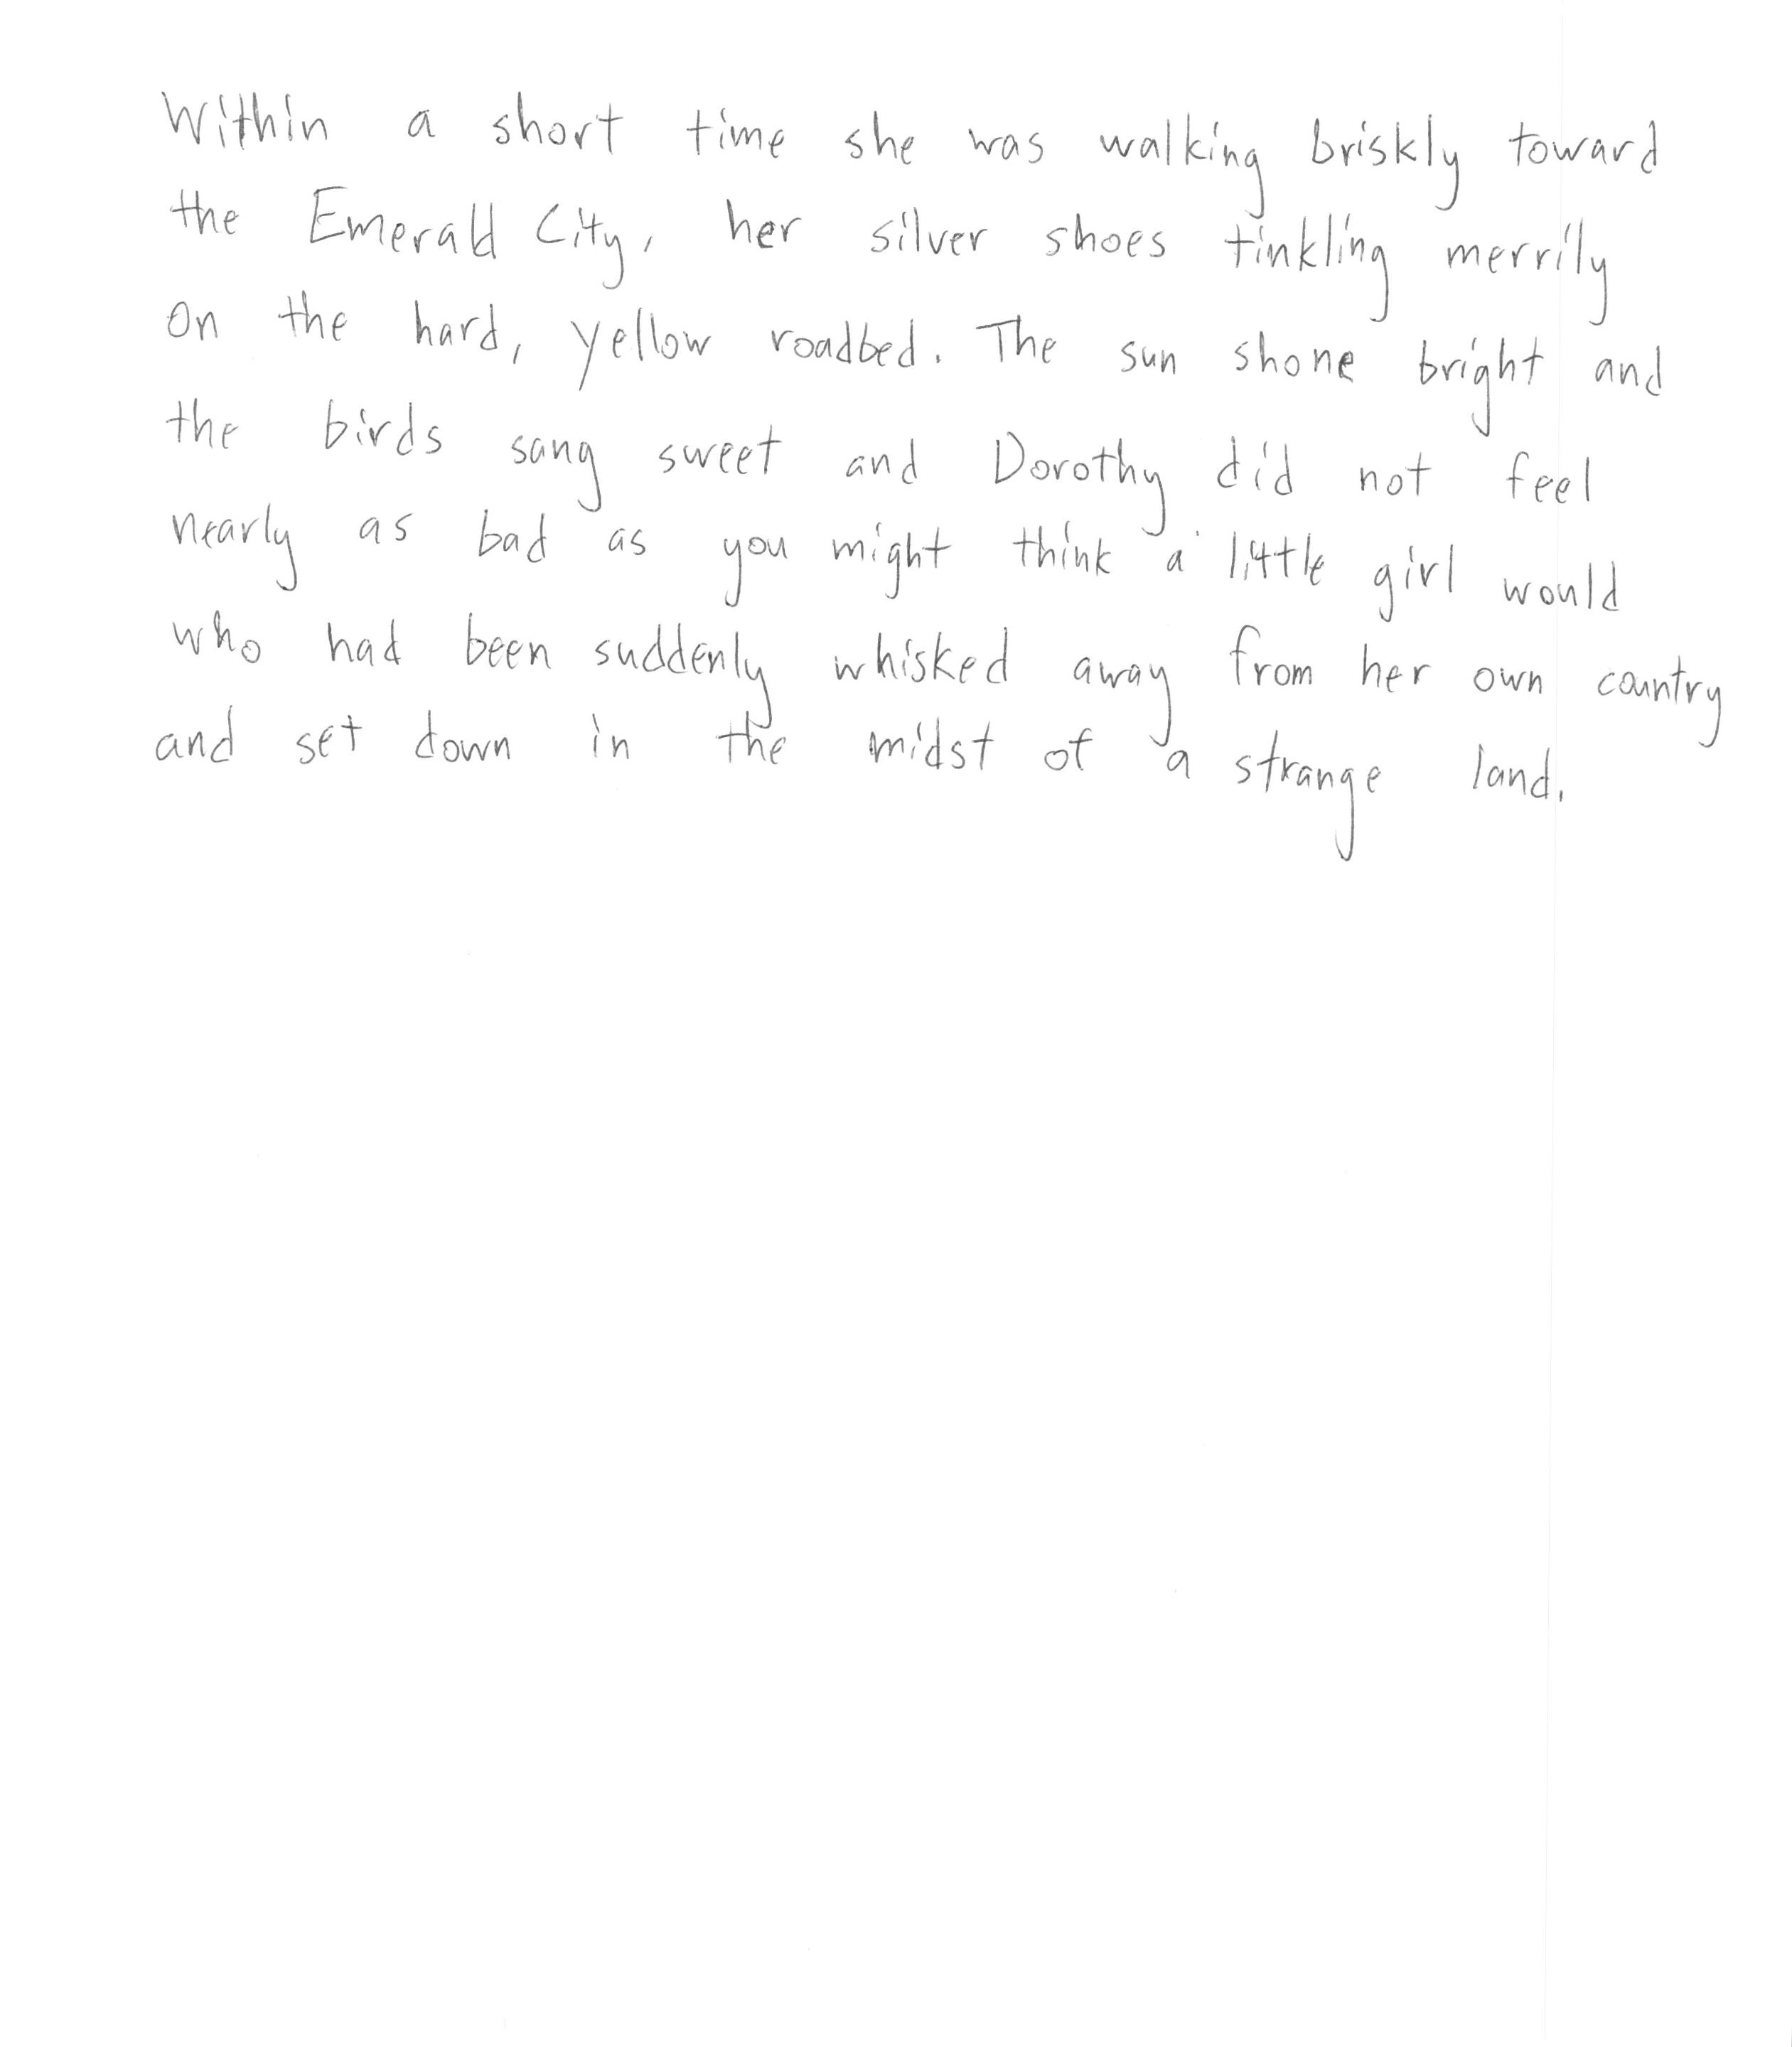 Within a short time she was walking briskly toward
the Emerald City, her silver shoes tinkling merrily
on the hard, yellow roadbed. The sun shone bright and
the birds sang sweet and Dorothy did not feel
nearly as bad as you might think a little girl would
who had been suddenly whisked away from her own country
and set down in the midst of a strange land.